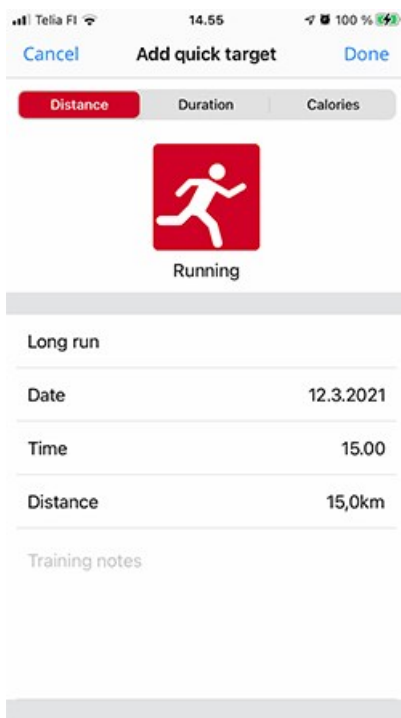 Telia FI 14.55 100 %
Cancel Add quick target Done
Distance Duration Calories
Running
Long run
Date 12.3.2021
Time 15.00
Distance 15,0km
Training notes